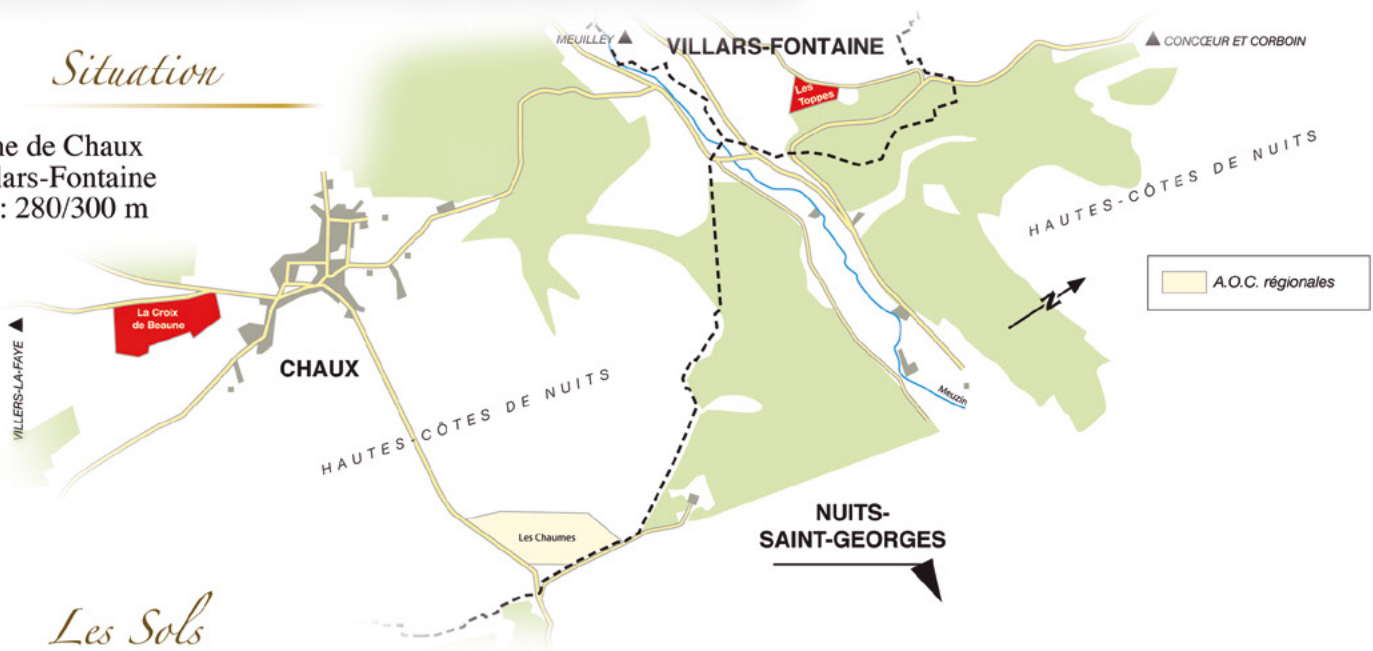 Situation
de Chaux
Villars-Fontaine
: 280/300 m
MEUILLEY
VILLARS-FONTAINE
CONCŒUR ET CORBOIN
Les
Toppes
HAUTES-CÔTES DE NUITS
A.O.C. régionales
N
La Croix
de Beaune
VILLERS-LA-FAYE
CHAUX
HAUTES-CÔTES DE NUITS
Meuzin
Les Chaumes
NUITS-
SAINT-GEORGES
Les Sols